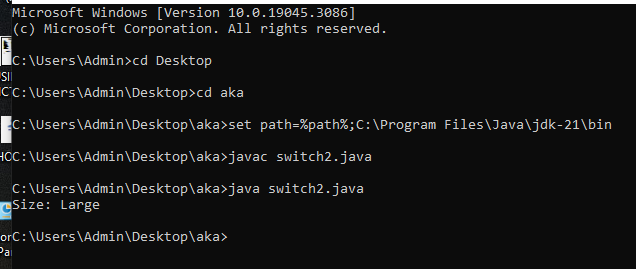 Microsoft Windows [Version 10.0.19045.3086]
(c) Microsoft Corporation. All rights reserved.
C:\Users\Admin>cd Desktop
C:\Users\Admin\Desktop>cd aka
C:\Users\Admin\Desktop\aka>set path=%path%;C:\Program Files\Java\jdk-21\bin
C:\Users\Admin\Desktop\aka>javac switch2.java
C:\Users\Admin\Desktop\aka>java switch2.java
Size: Large
C:\Users\Admin\Desktop\aka>